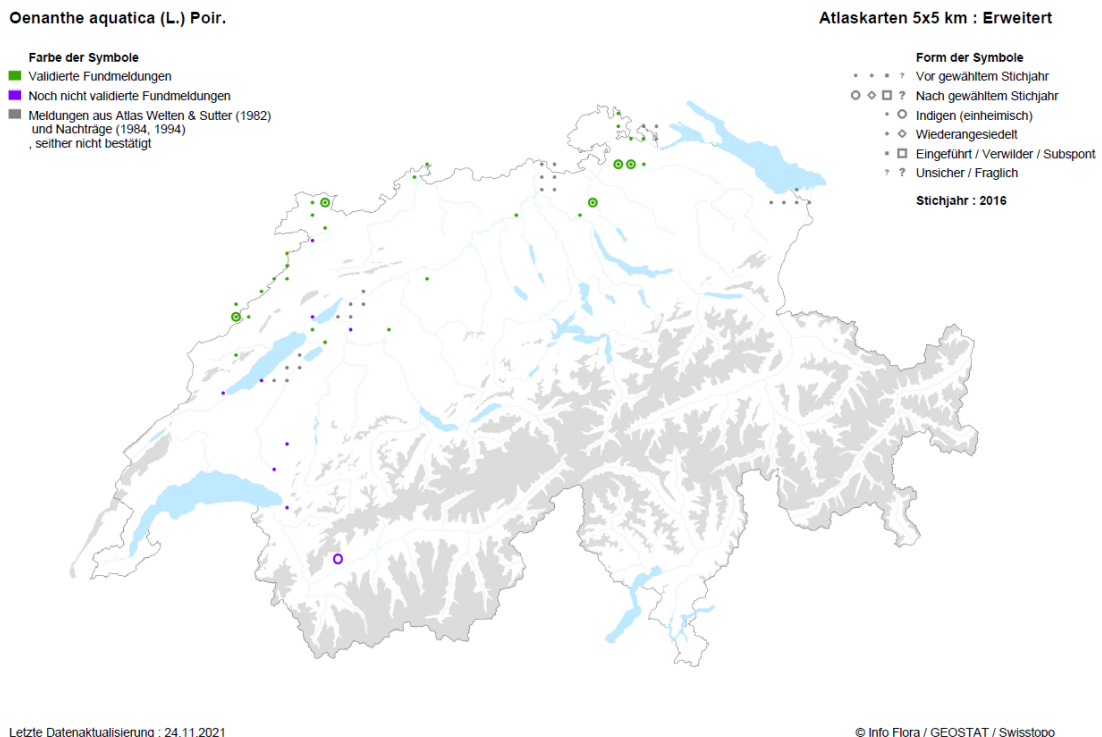 Oenanthe aquatica (L.) Poir.
Atlaskarten 5x5 km : Erweitert
Farbe der Symbole
Validierte Fundmeldungen
Noch nicht validierte Fundmeldungen
Meldungen aus Atlas Welten & Sutter (1982)
und Nachträge (1984, 1994)
, seither nicht bestätigt
Form der Symbole
? Vor gewähltem Stichjahr
? Nach gewähltem Stichjahr
Indigen (einheimisch)
Wiederangesiedelt
Eingeführt / Verwilder / Subspont
? ? Unsicher / Fraglich
Stichjahr : 2016
Letzte Datenaktualisierung : 24.11.2021
© Info Flora / GEOSTAT / Swisstopo